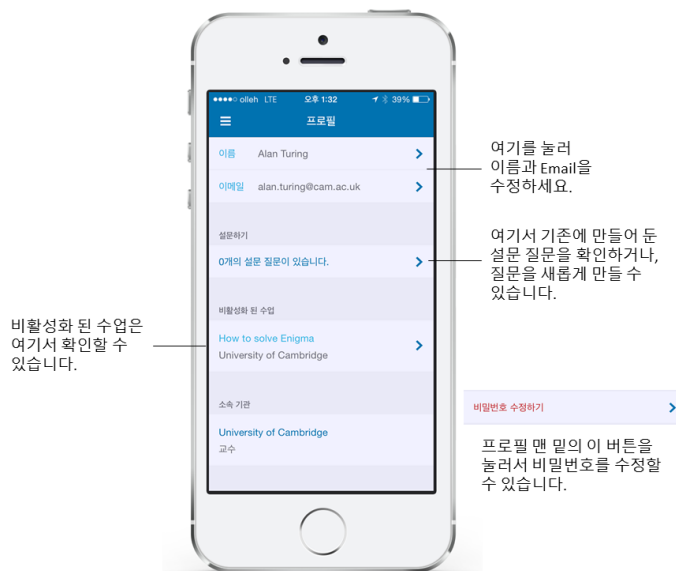 olleh LTE 오후 1:32 39%
프로필
이름 Alan Turing
이메일 alan.turing@cam.ac.uk
설문하기
0개의 설문 질문이 있습니다.
비활성화 된 수업
How to solve Enigma
University of Cambridge
소속 기관
University of Cambridge
교수
여기를 눌러
이름과 Email을
수정하세요.
여기서 기존에 만들어 둔
설문 질문을 확인하거나,
질문을 새롭게 만들 수
있습니다.
비활성화 된 수업은
여기서 확인할 수
있습니다.
비밀번호 수정하기
프로필 맨 밑의 이 버튼을
눌러서 비밀번호를 수정할
수 있습니다.